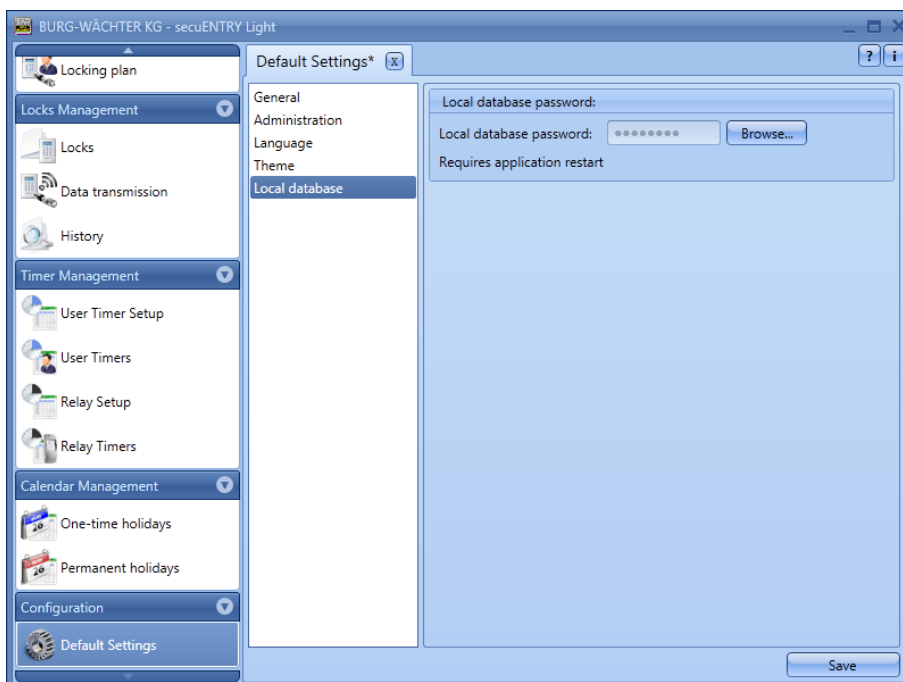 BURG-WÄCHTER KG - secuENTRY Light
Locking plan
Locks Management
Locks
Data transmission
History
Timer Management
User Timer Setup
User Timers
Relay Setup
Relay Timers
Calendar Management
One-time holidays
Permanent holidays
Configuration
Default Settings
Default Settings* x
? i
General
Administration
Language
Theme
Local database
Local database password:
Local database password: Browse...
Requires application restart
Save